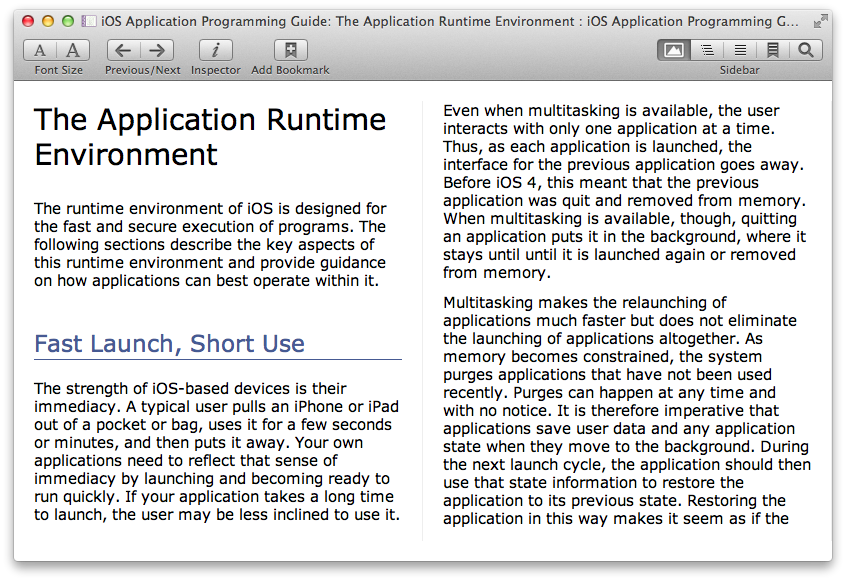 iOS Application Programming Guide: The Application Runtime Environment : iOS Application Programming G...
A A
i
Font Size
Previous/Next
Inspector
Add Bookmark
Sidebar
The Application Runtime
Environment
The runtime environment of iOS is designed for
the fast and secure execution of programs. The
following sections describe the key aspects of
this runtime environment and provide guidance
on how applications can best operate within it.
Fast Launch, Short Use
The strength of iOS-based devices is their
immediacy. A typical user pulls an iPhone or iPad
out of a pocket or bag, uses it for a few seconds
or minutes, and then puts it away. Your own
applications need to reflect that sense of
immediacy by launching and becoming ready to
run quickly. If your application takes a long time
to launch, the user may be less inclined to use it.
Even when multitasking is available, the user
interacts with only one application at a time.
Thus, as each application is launched, the
interface for the previous application goes away.
Before iOS 4, this meant that the previous
application was quit and removed from memory.
When multitasking is available, though, quitting
an application puts it in the background, where it
stays until until it is launched again or removed
from memory.
Multitasking makes the relaunching of
applications much faster but does not eliminate
the launching of applications altogether. As
memory becomes constrained, the system
purges applications that have not been used
recently. Purges can happen at any time and
with no notice. It is therefore imperative that
applications save user data and any application
state when they move to the background. During
the next launch cycle, the application should then
use that state information to restore the
application to its previous state. Restoring the
application in this way makes it seem as if the